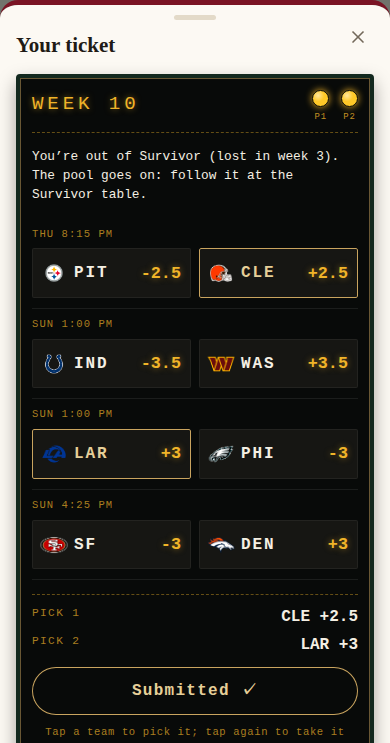 Your ticket
WEEK 10
P1 P2
You’re out of Survivor (lost in week 3).
The pool goes on: follow it at the
Survivor table.
THU 8:15 PM
PIT -2.5 CLE +2.5
SUN 1:00 PM
IND -3.5 WAS +3.5
SUN 1:00 PM
LAR +3 PHI -3
SUN 4:25 PM
SF -3 DEN +3
PICK 1 CLE +2.5
PICK 2 LAR +3
Submitted ✓
Tap a team to pick it; tap again to take it